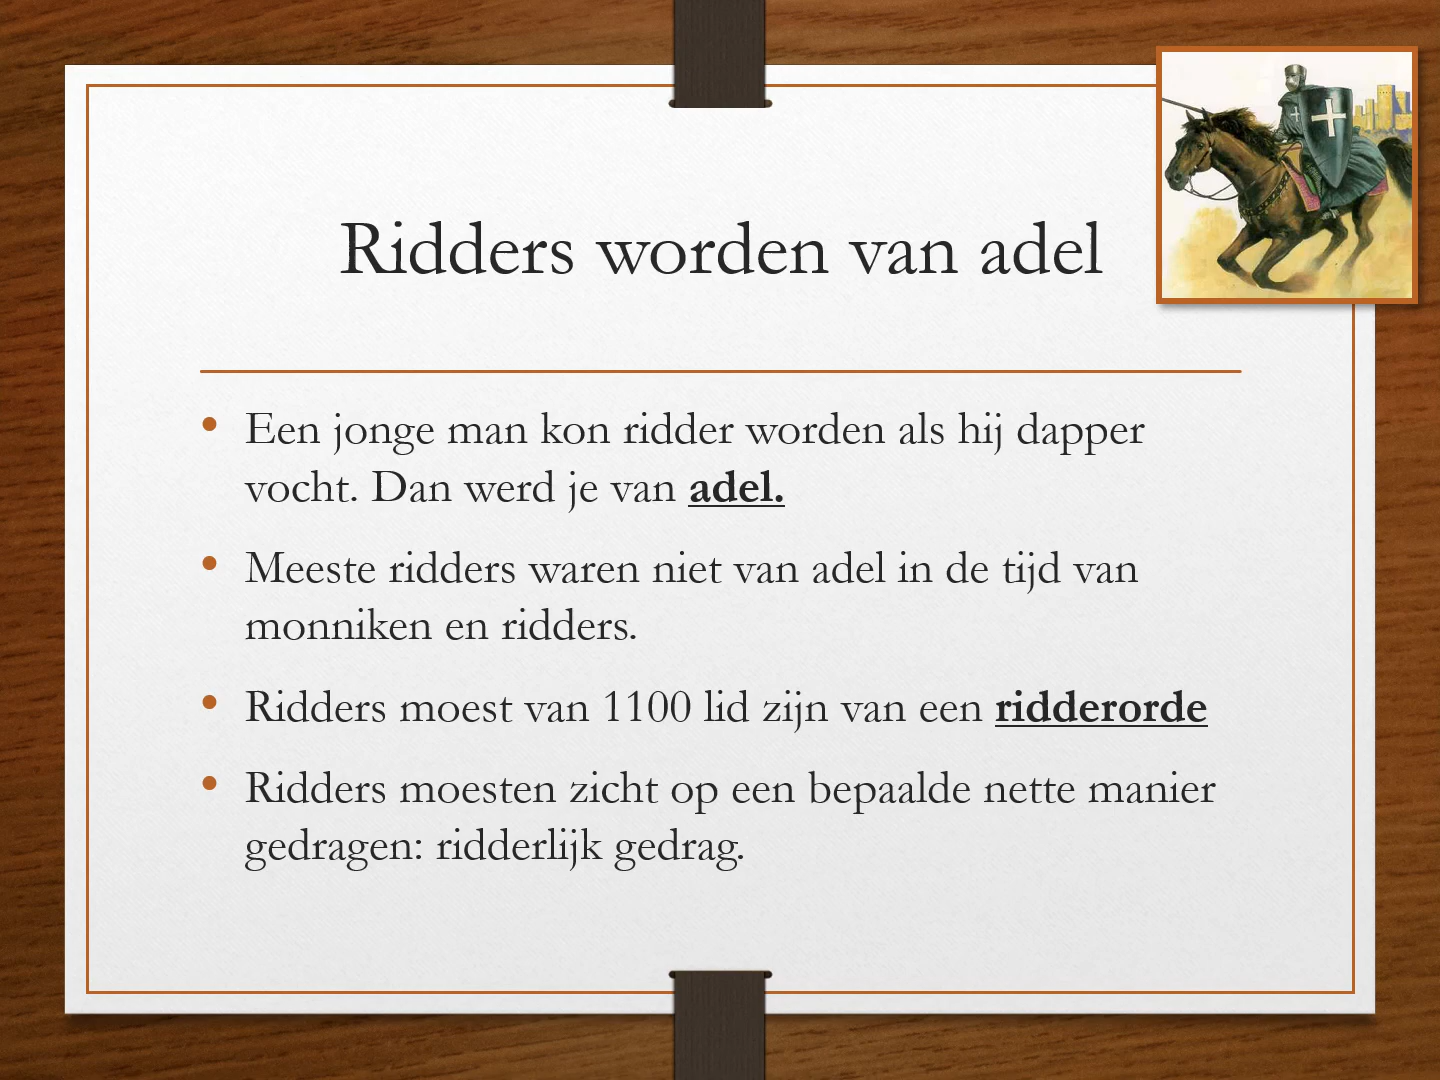 Ridders worden van adel
• Een jonge man kon ridder worden als hij dapper
vocht. Dan werd je van adel.
• Meeste ridders waren niet van adel in de tijd van
monniken en ridders.
• Ridders moest van 1100 lid zijn van een ridderorde
• Ridders moesten zicht op een bepaalde nette manier
gedragen: ridderlijk gedrag.